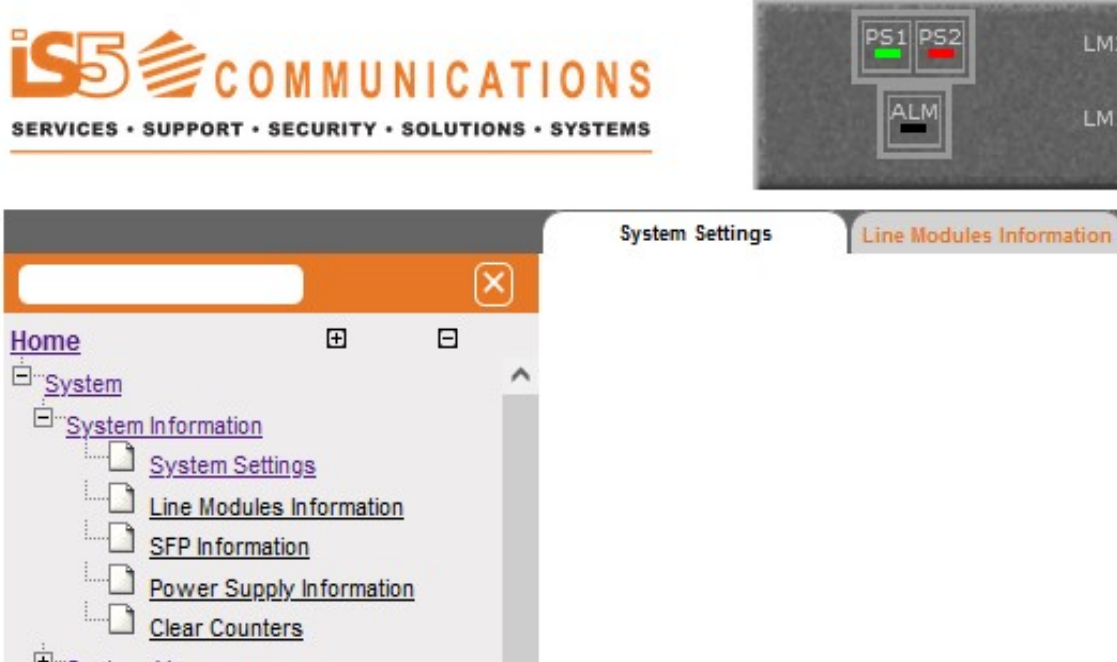 iS5 COMMUNICATIONS
SERVICES • SUPPORT • SECURITY • SOLUTIONS • SYSTEMS
PS1 PS2
ALM
System Settings
Line Modules Information
Home
System
System Information
System Settings
Line Modules Information
SFP Information
Power Supply Information
Clear Counters